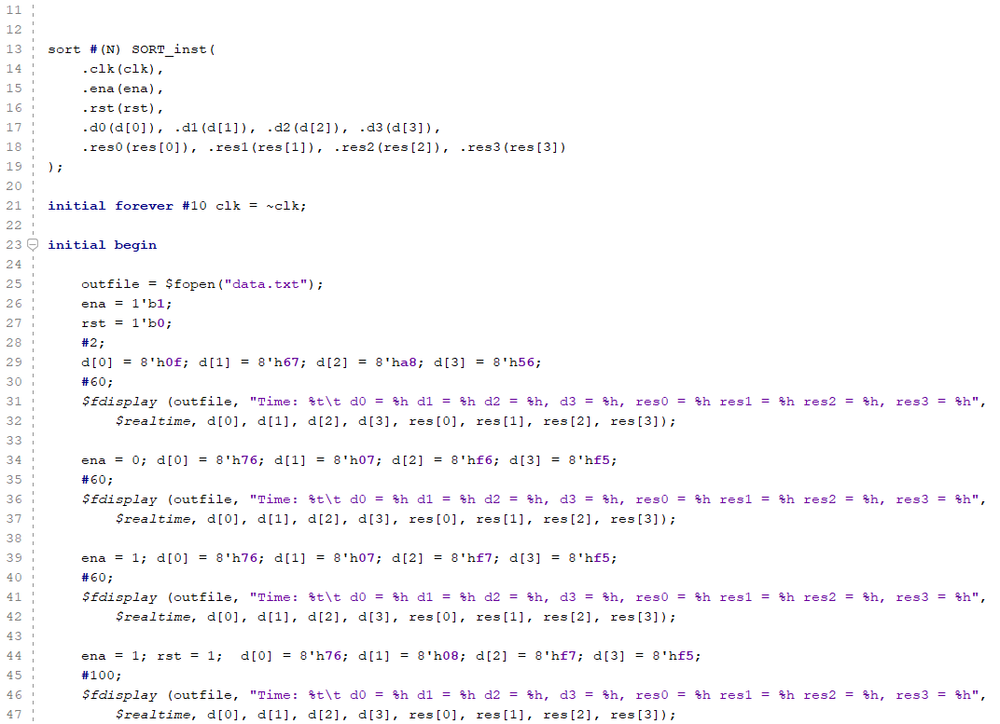 11
12
13 sort #(N) SORT_inst(
14     .clk(clk),
15     .ena(ena),
16     .rst(rst),
17     .d0(d[0]), .d1(d[1]), .d2(d[2]), .d3(d[3]),
18     .res0(res[0]), .res1(res[1]), .res2(res[2]), .res3(res[3])
19 );
20
21 initial forever #10 clk = ~clk;
22
23 initial begin
24
25     outfile = $fopen("data.txt");
26     ena = 1'b1;
27     rst = 1'b0;
28     #2;
29     d[0] = 8'h0f; d[1] = 8'h67; d[2] = 8'ha8; d[3] = 8'h56;
30     #60;
31     $fdisplay (outfile, "Time: %t\t d0 = %h d1 = %h d2 = %h, d3 = %h, res0 = %h res1 = %h res2 = %h, res3 = %h",
32         $realtime, d[0], d[1], d[2], d[3], res[0], res[1], res[2], res[3]);
33
34     ena = 0; d[0] = 8'h76; d[1] = 8'h07; d[2] = 8'hf6; d[3] = 8'hf5;
35     #60;
36     $fdisplay (outfile, "Time: %t\t d0 = %h d1 = %h d2 = %h, d3 = %h, res0 = %h res1 = %h res2 = %h, res3 = %h",
37         $realtime, d[0], d[1], d[2], d[3], res[0], res[1], res[2], res[3]);
38
39     ena = 1; d[0] = 8'h76; d[1] = 8'h07; d[2] = 8'hf7; d[3] = 8'hf5;
40     #60;
41     $fdisplay (outfile, "Time: %t\t d0 = %h d1 = %h d2 = %h, d3 = %h, res0 = %h res1 = %h res2 = %h, res3 = %h",
42         $realtime, d[0], d[1], d[2], d[3], res[0], res[1], res[2], res[3]);
43
44     ena = 1; rst = 1;  d[0] = 8'h76; d[1] = 8'h08; d[2] = 8'hf7; d[3] = 8'hf5;
45     #100;
46     $fdisplay (outfile, "Time: %t\t d0 = %h d1 = %h d2 = %h, d3 = %h, res0 = %h res1 = %h res2 = %h, res3 = %h",
47         $realtime, d[0], d[1], d[2], d[3], res[0], res[1], res[2], res[3]);